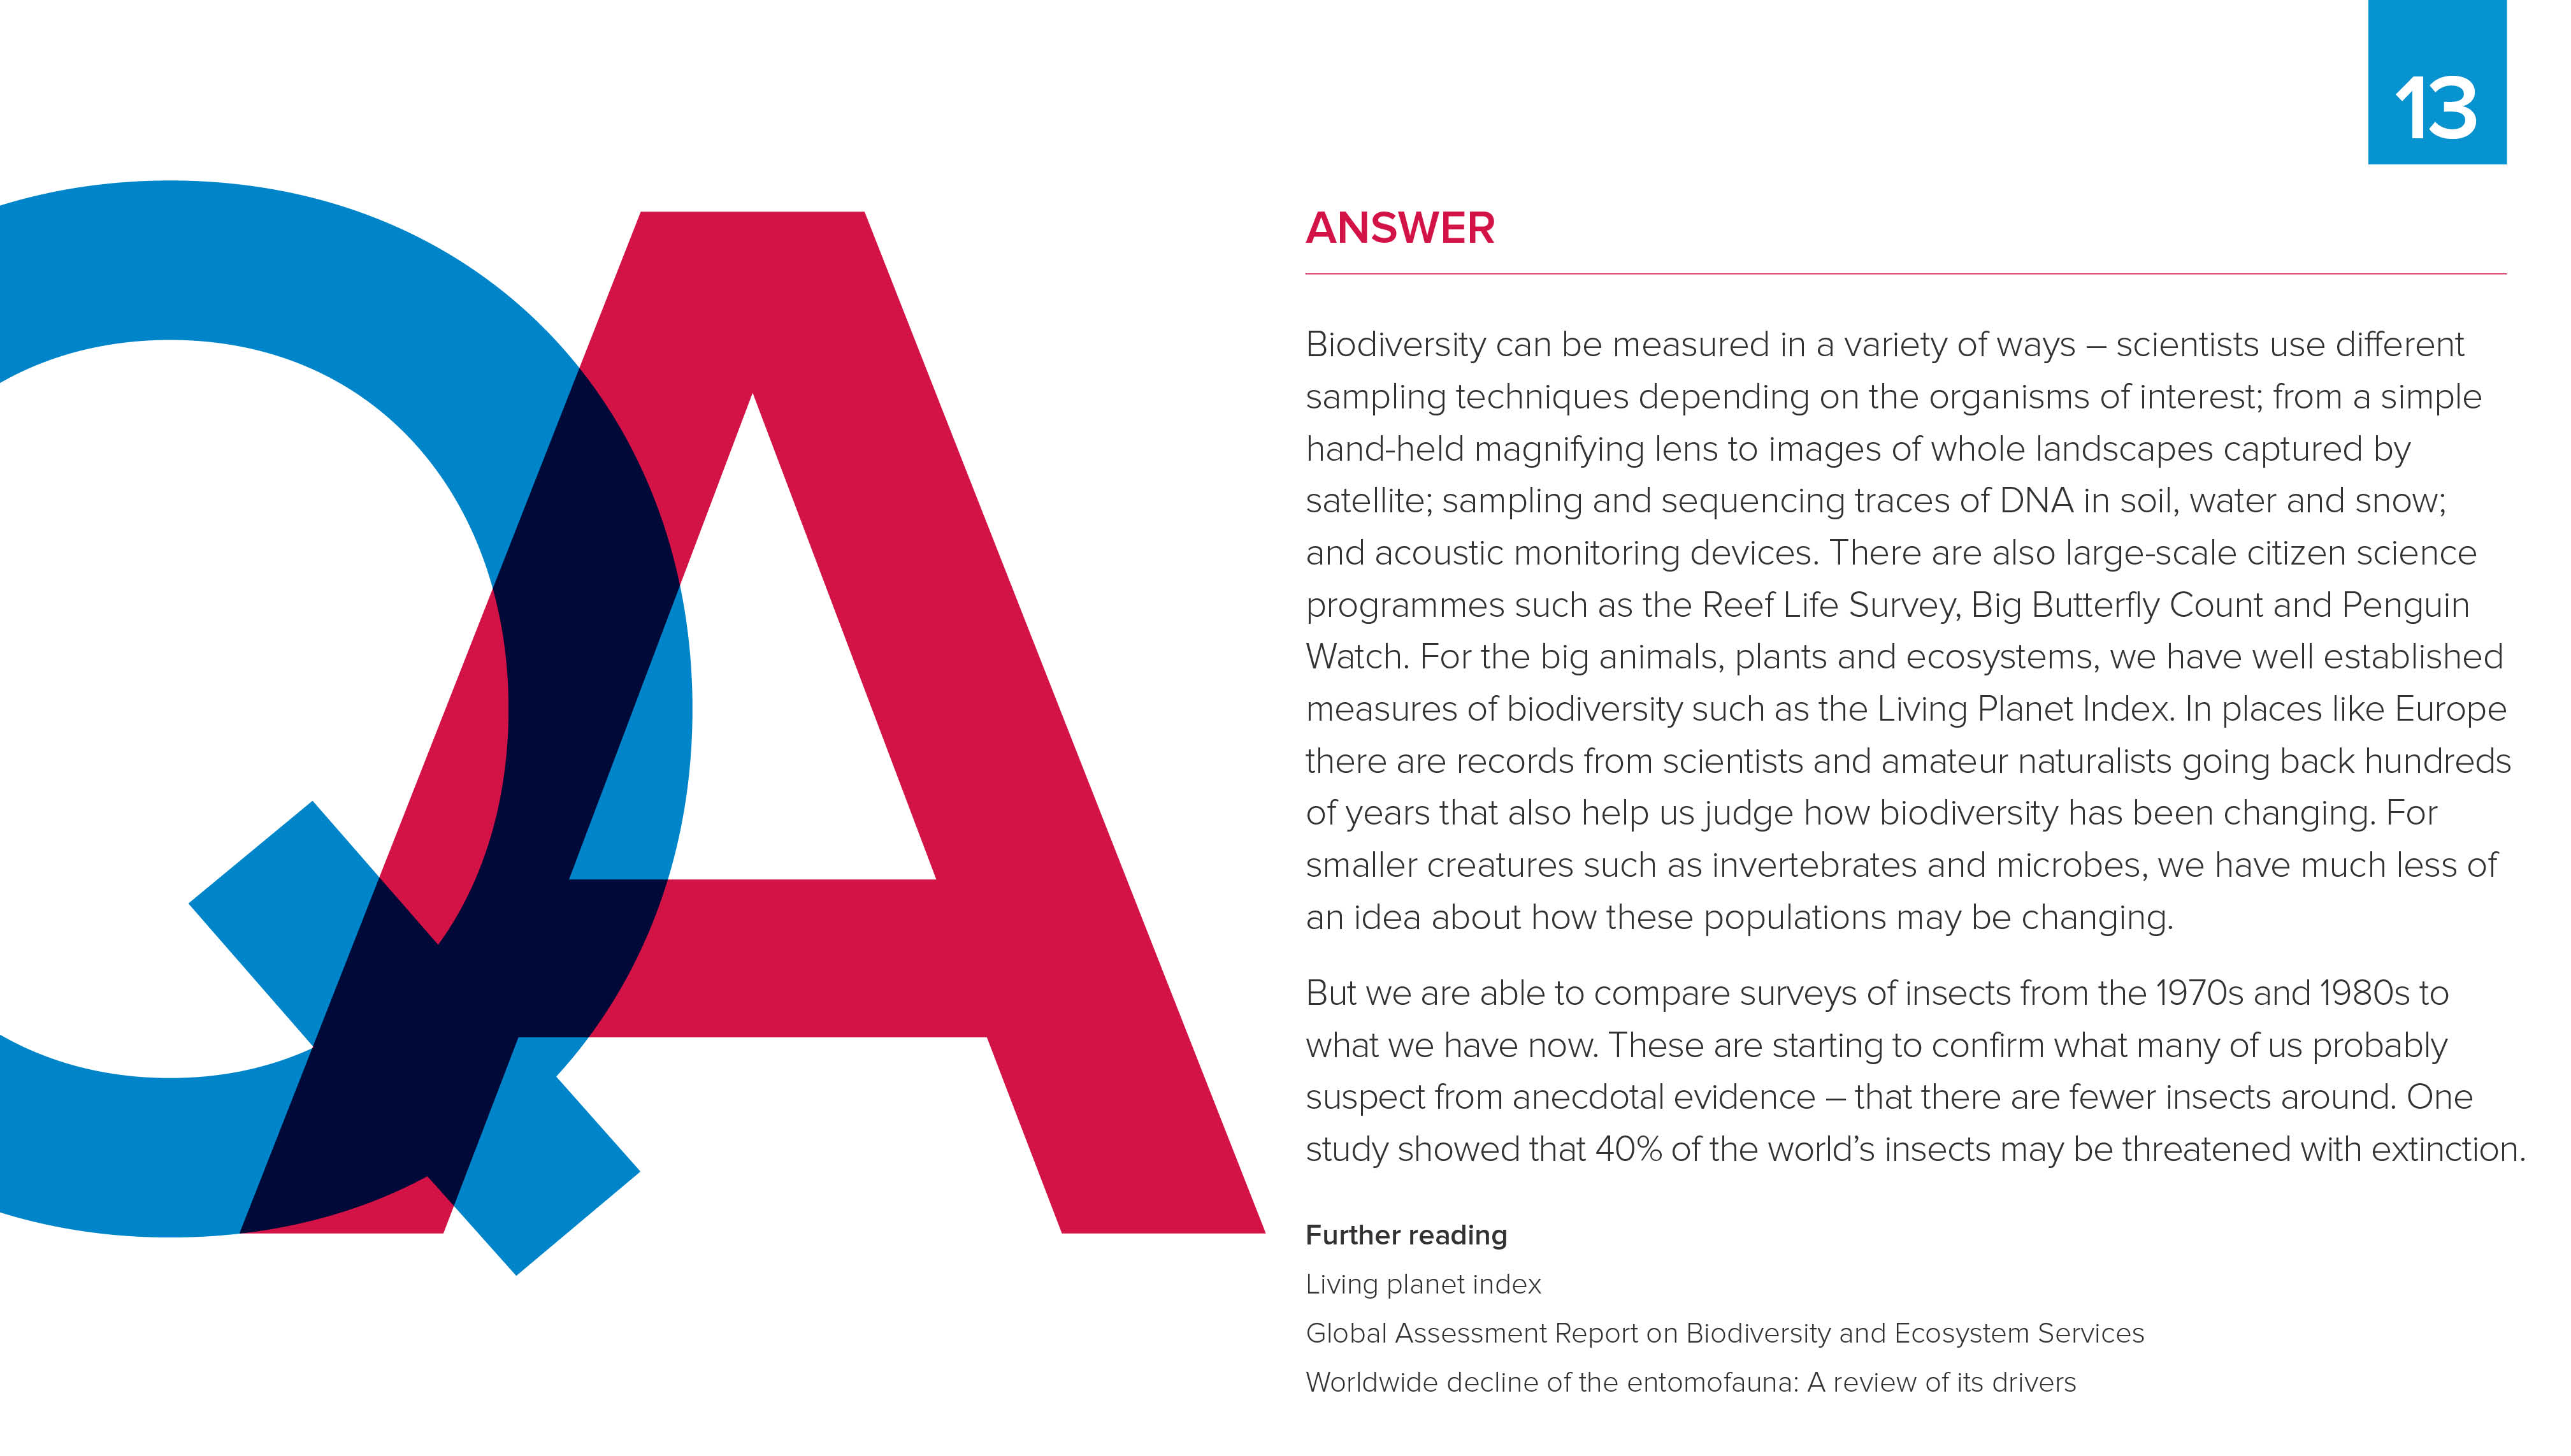 13
QA
ANSWER
Biodiversity can be measured in a variety of ways – scientists use different
sampling techniques depending on the organisms of interest; from a simple
hand-held magnifying lens to images of whole landscapes captured by
satellite; sampling and sequencing traces of DNA in soil, water and snow;
and acoustic monitoring devices. There are also large-scale citizen science
programmes such as the Reef Life Survey, Big Butterfly Count and Penguin
Watch. For the big animals, plants and ecosystems, we have well established
measures of biodiversity such as the Living Planet Index. In places like Europe
there are records from scientists and amateur naturalists going back hundreds
of years that also help us judge how biodiversity has been changing. For
smaller creatures such as invertebrates and microbes, we have much less of
an idea about how these populations may be changing.
But we are able to compare surveys of insects from the 1970s and 1980s to
what we have now. These are starting to confirm what many of us probably
suspect from anecdotal evidence – that there are fewer insects around. One
study showed that 40% of the world’s insects may be threatened with extinction.
Further reading
Living planet index
Global Assessment Report on Biodiversity and Ecosystem Services
Worldwide decline of the entomofauna: A review of its drivers